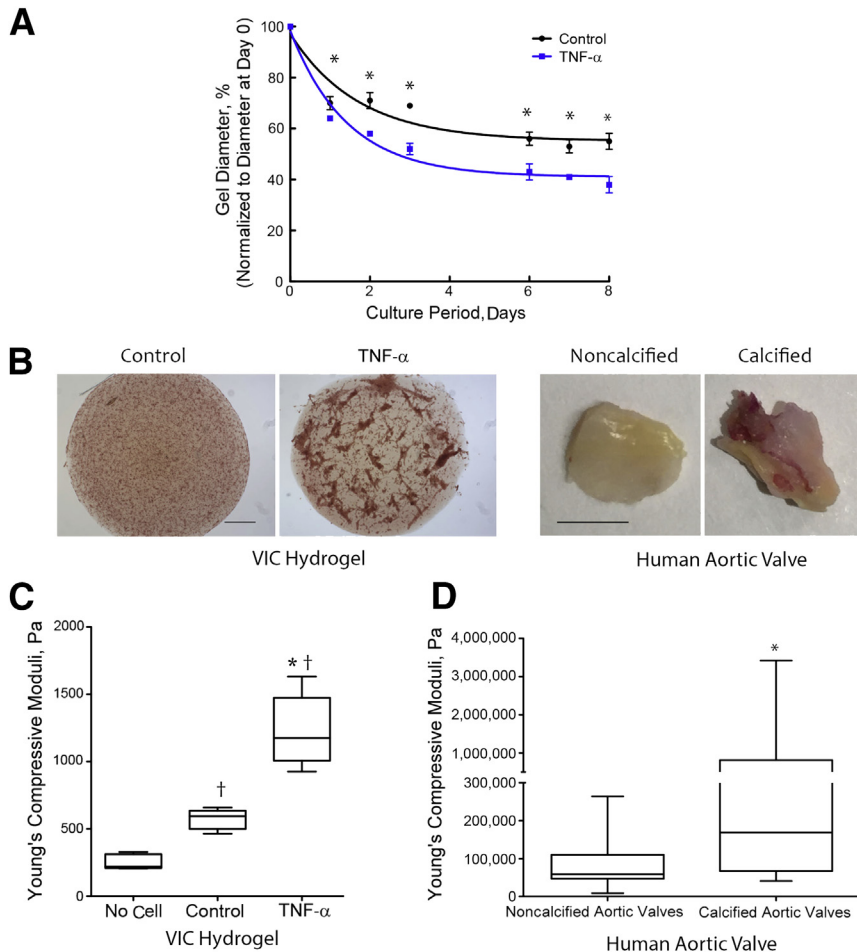 A
Gel Diameter, %
(Normalized to Diameter at Day 0)
100
80
60
40
20
0
* * * * * *
Control
TNF-α
0 2 4 6 8
Culture Period, Days
B
Control TNF-α Noncalcified Calcified
VIC Hydrogel Human Aortic Valve
C
Young's Compressive Moduli, Pa
2000
1500
1000
500
0
†
* †
No Cell Control TNF-α
VIC Hydrogel
D
Young's Compressive Moduli, Pa
4,000,000
3,000,000
2,000,000
1,000,000
300,000
200,000
100,000
0
*
Noncalcified Aortic Valves Calcified Aortic Valves
Human Aortic Valve